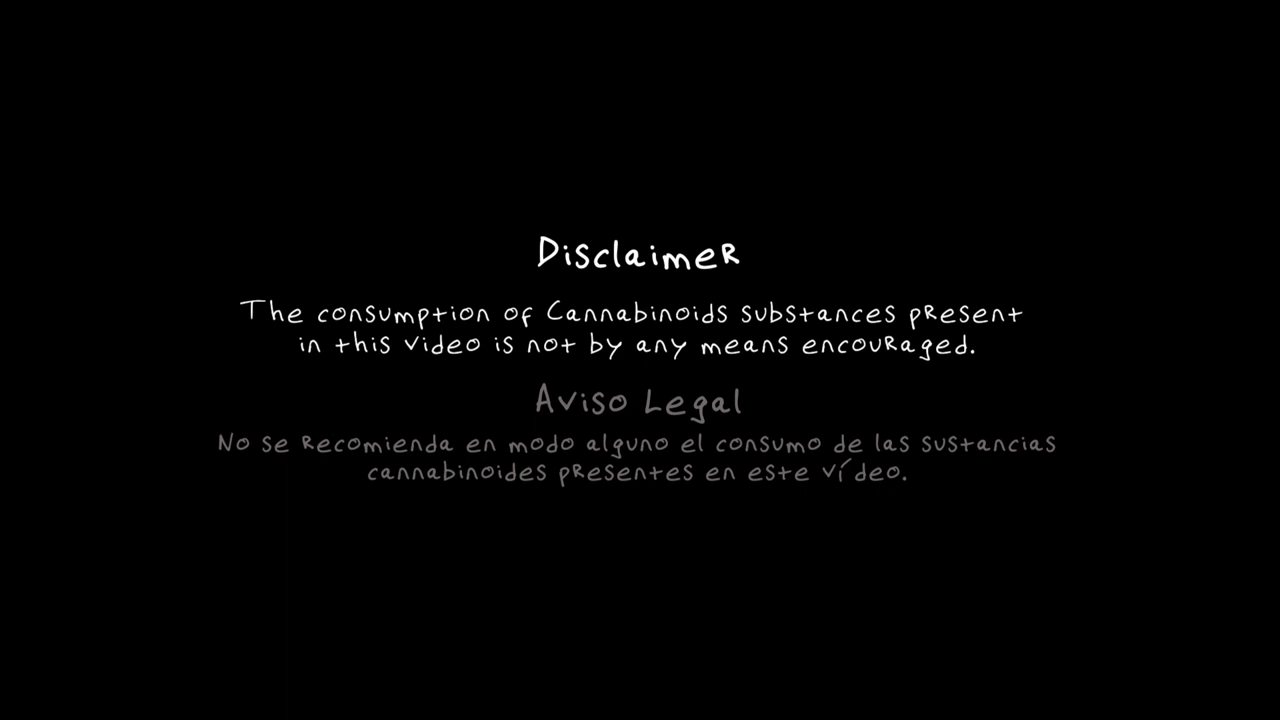 Disclaimer
The consumption of Cannabinoids substances present
in this video is not by any means encouraged.
Aviso Legal
No se recomienda en modo alguno el consumo de las sustancias
cannabinoides presentes en este vídeo.